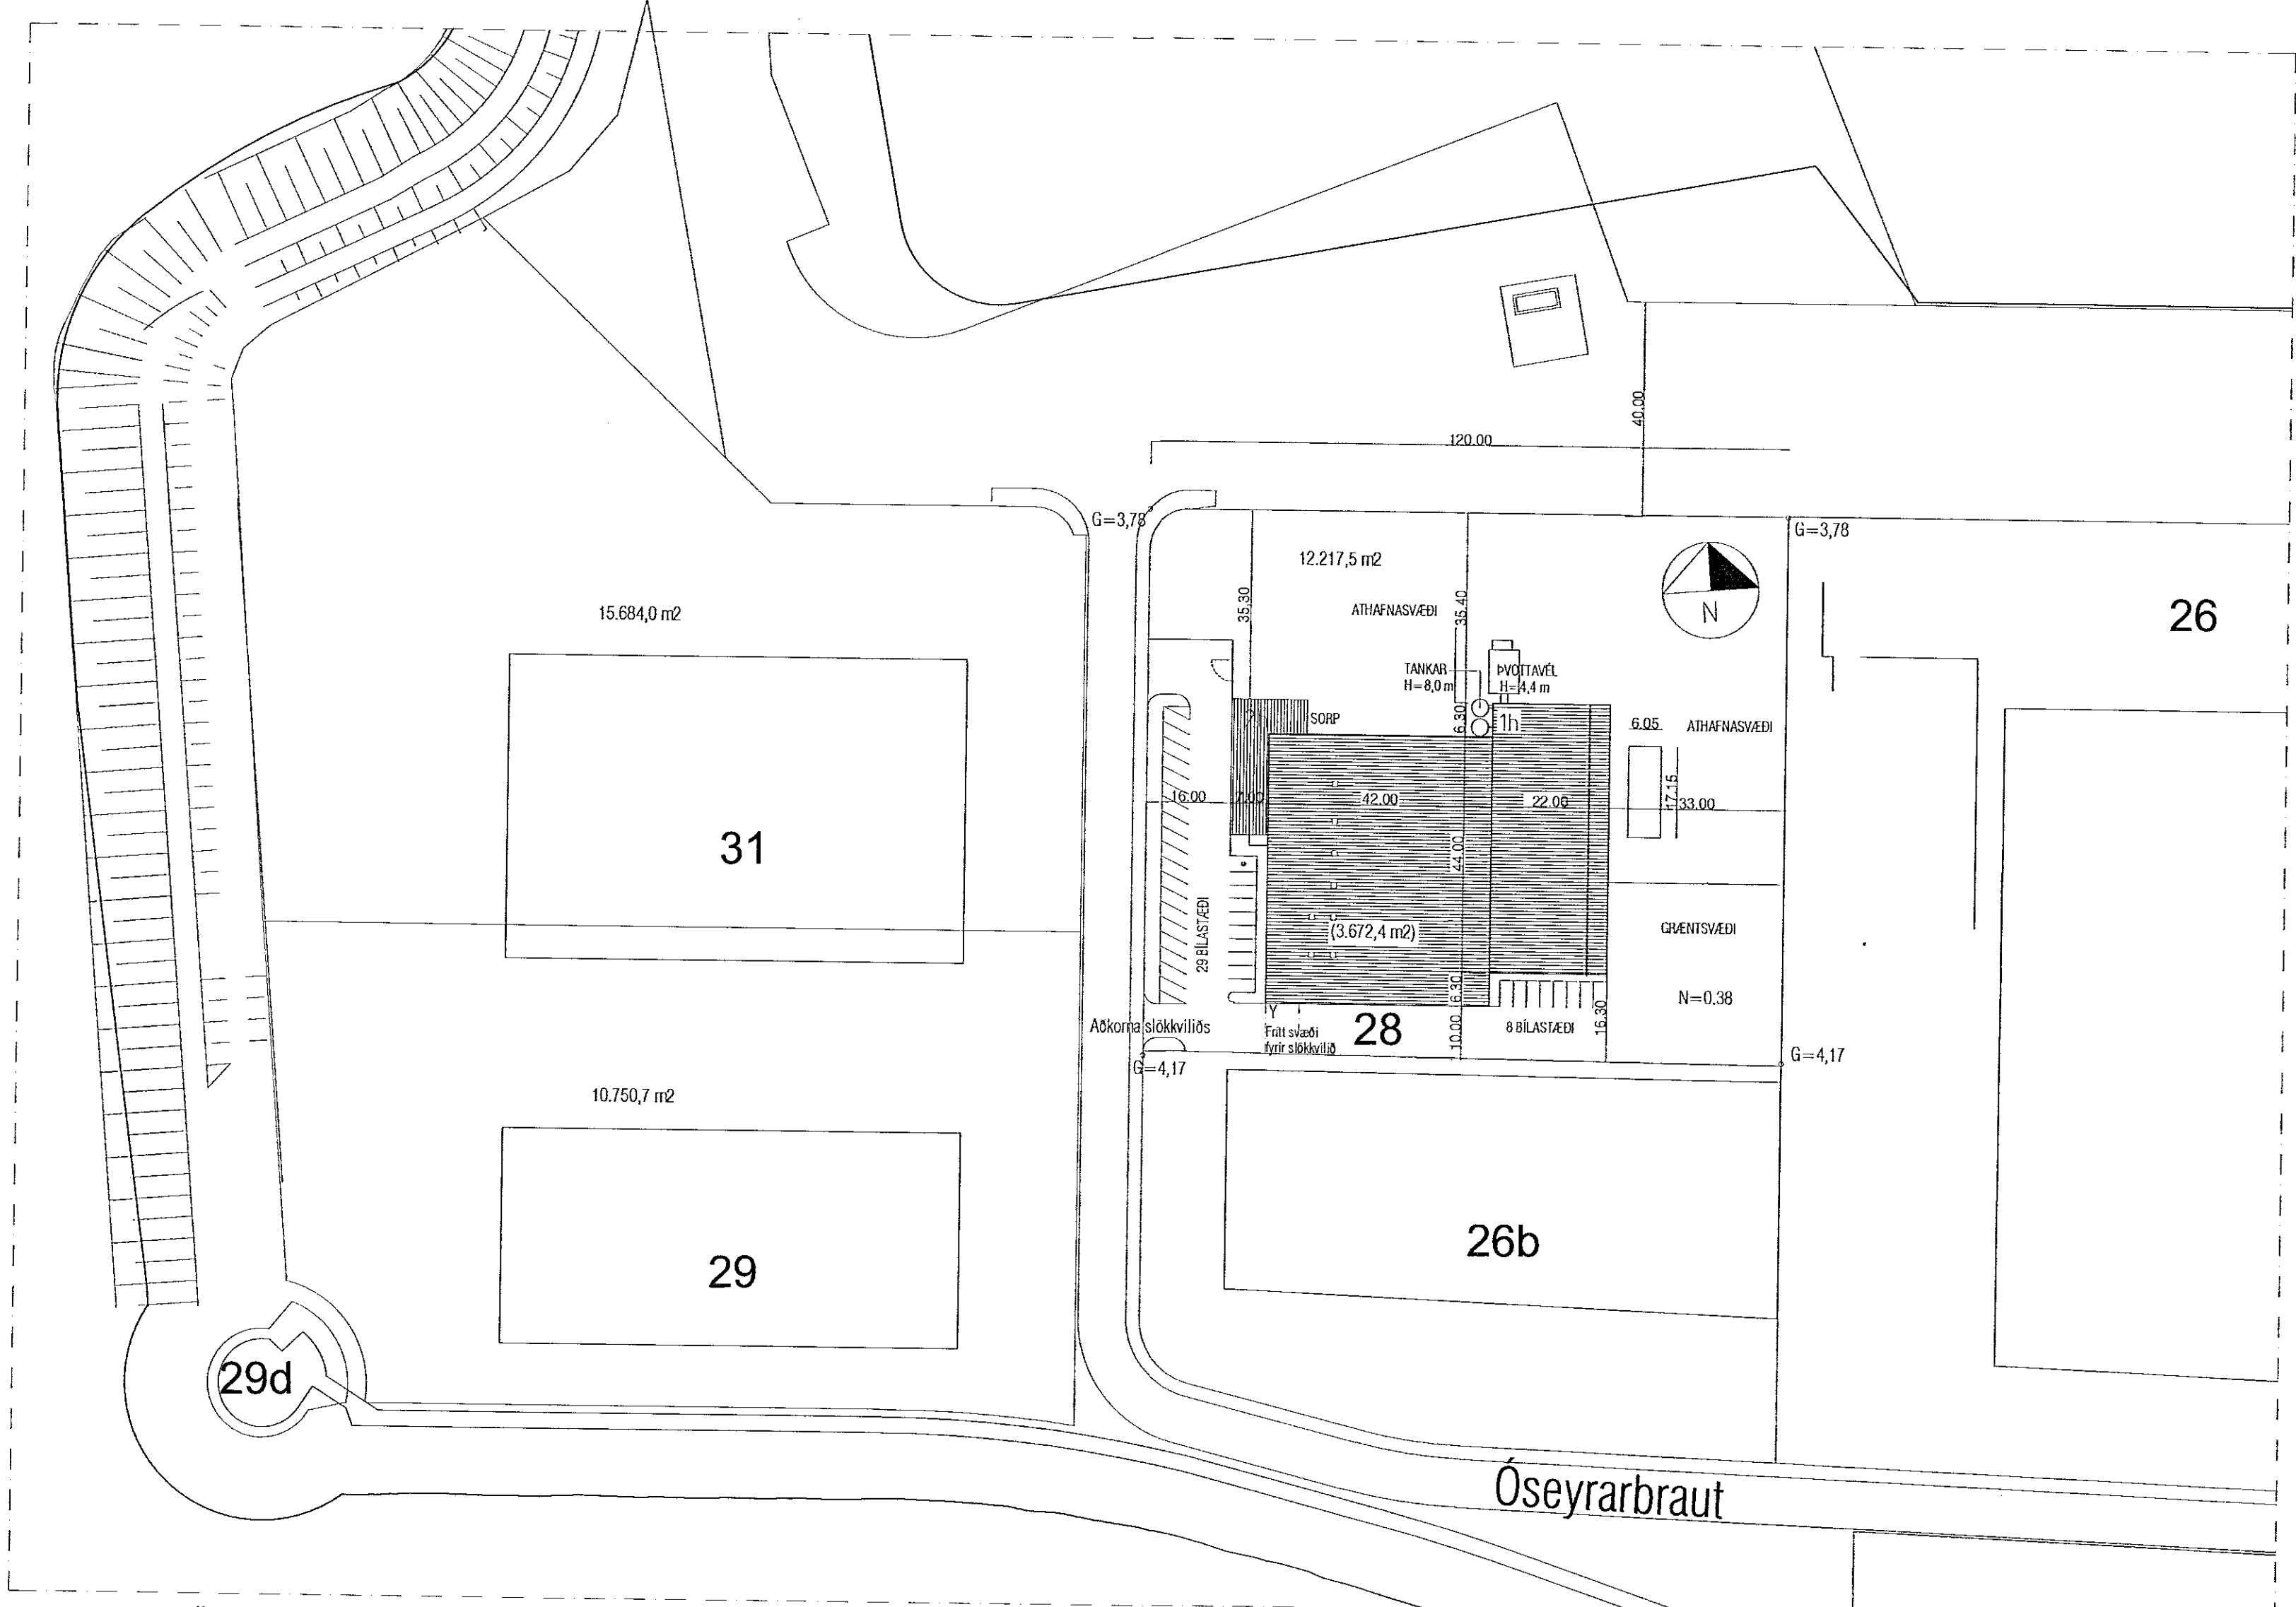 40.00
120.00
G=3,78
G=3,78
12.217,5 m2
35,30
35.40
ATHAFNASVÆÐI
N
26
15.684,0 m2
TANKAR
H=8,0 m
ÞVOTTAVÉL
H=4,4 m
SORP
6.30
1h
6.05
ATHAFNASVÆÐI
16.00
7.00
42.00
22.00
17.15
33.00
31
44.00
29 BÍLASTÆÐI
(3.672,4 m2)
GRÆNTSVÆÐI
N=0.38
6.30
Aðkoma slökkviliðs
Frítt svæði
fyrir slökkvilið
28
10.00
8 BÍLASTÆÐI
16.30
G=4,17
G=4,17
10.750,7 m2
26b
29
29d
Óseyrarbraut